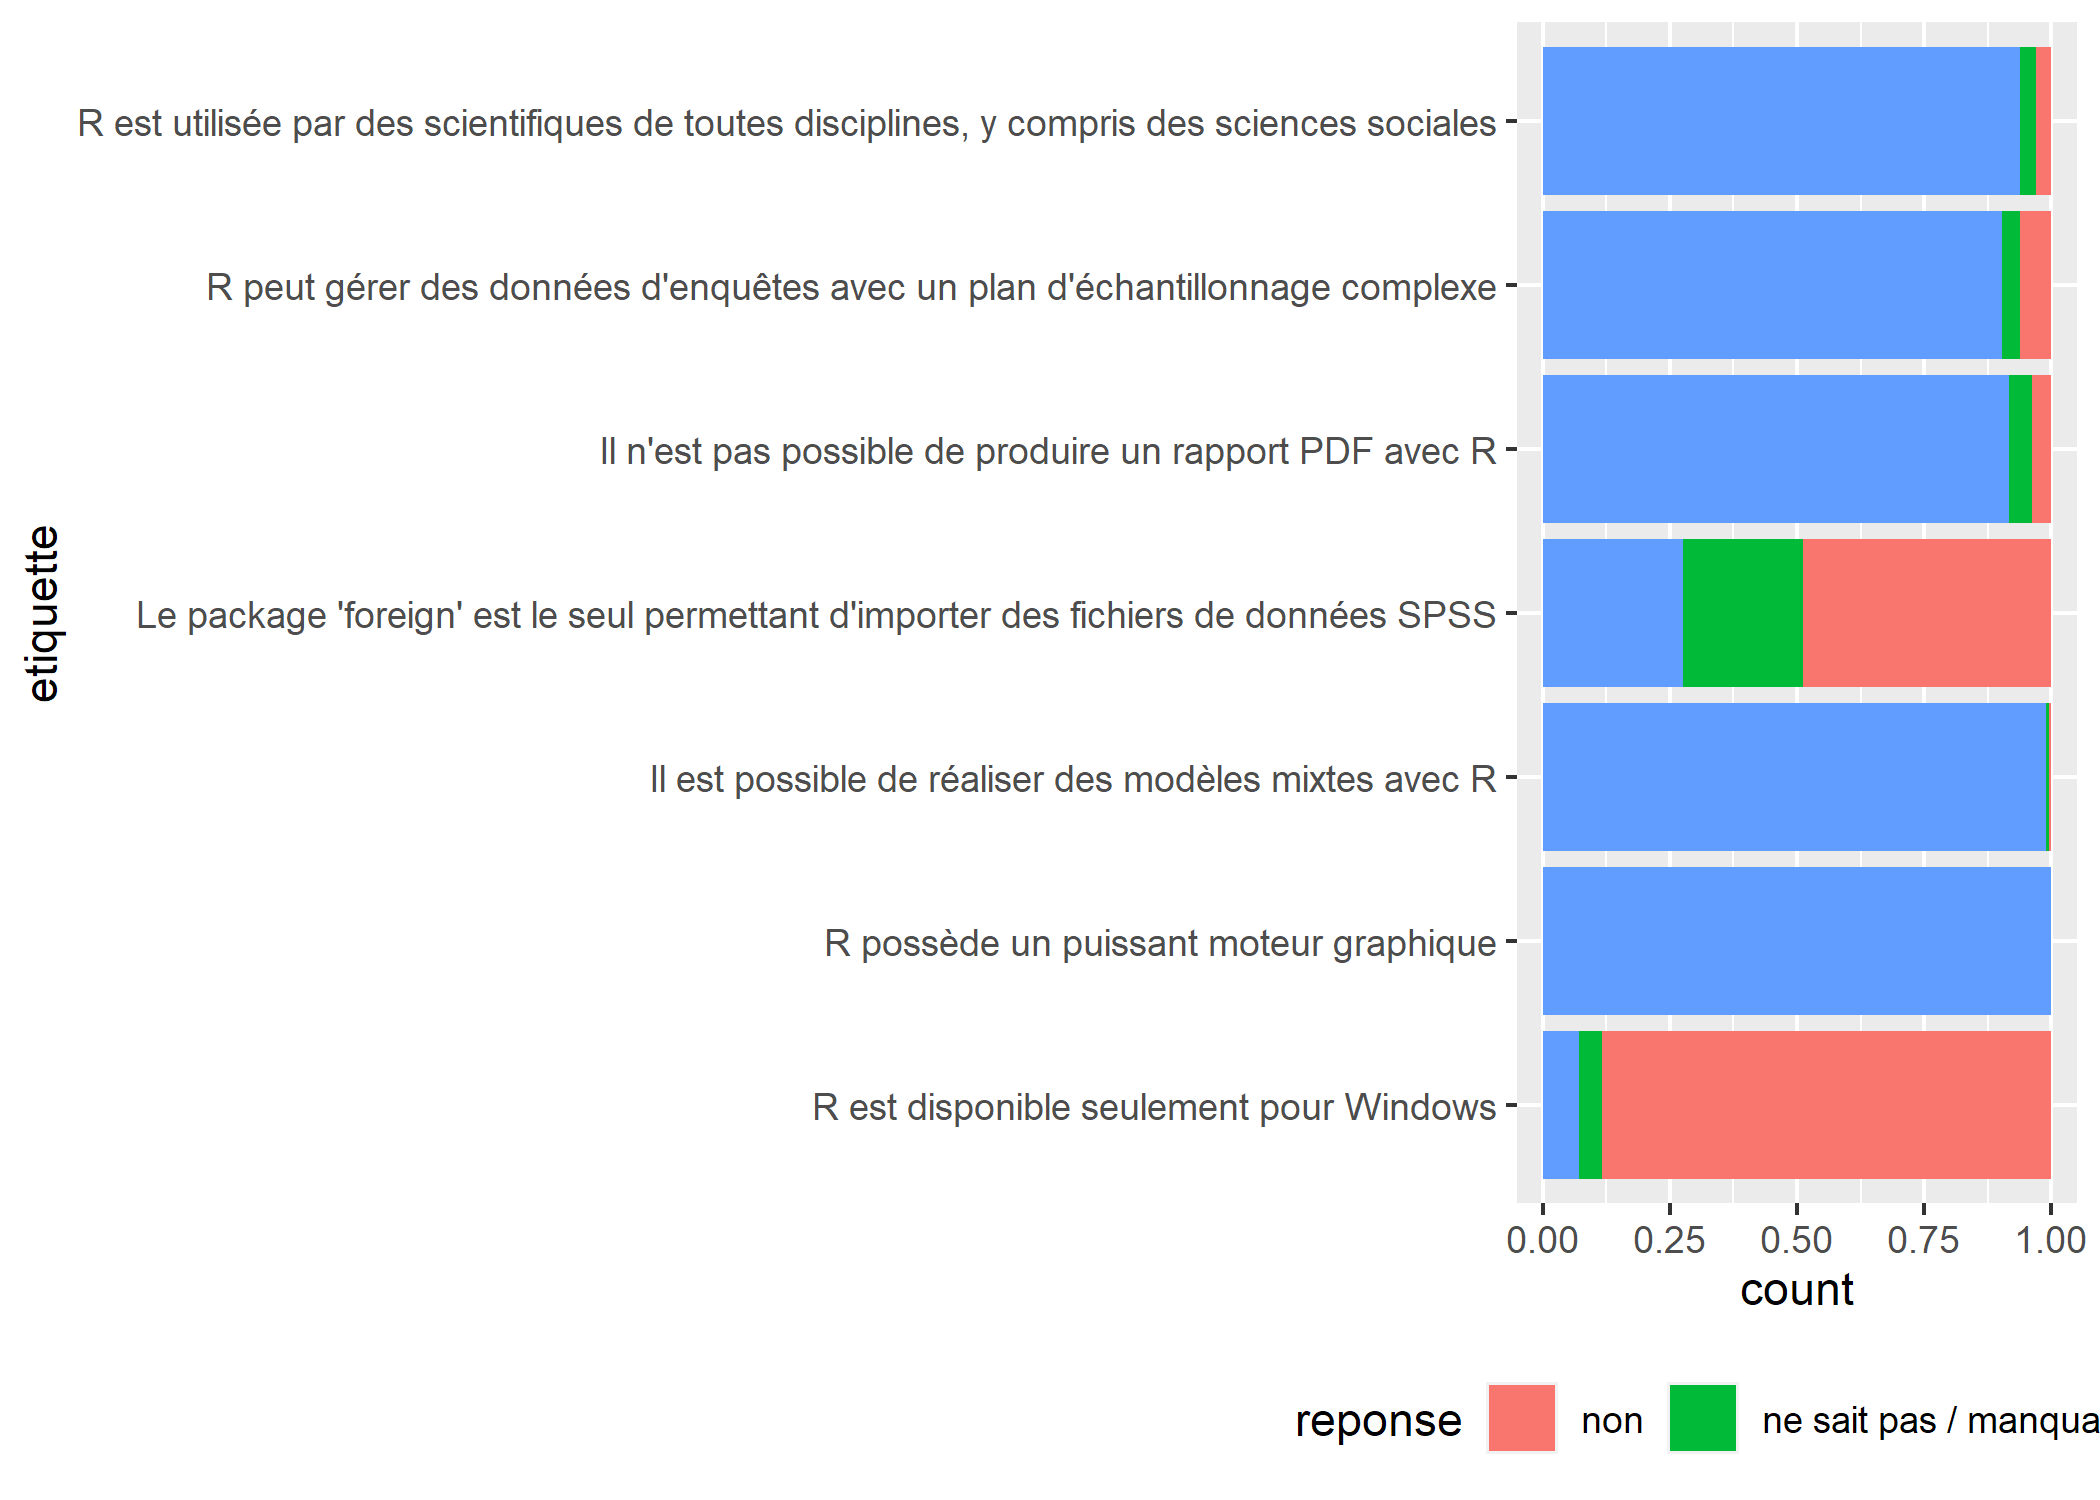 R est utilisée par des scientifiques de toutes disciplines, y compris des sciences sociales
R peut gérer des données d'enquêtes avec un plan d'échantillonnage complexe
Il n'est pas possible de produire un rapport PDF avec R
Le package 'foreign' est le seul permettant d'importer des fichiers de données SPSS
Il est possible de réaliser des modèles mixtes avec R
R possède un puissant moteur graphique
R est disponible seulement pour Windows
etiquette
0.00 0.25 0.50 0.75 1.00
count
reponse non ne sait pas / manqua